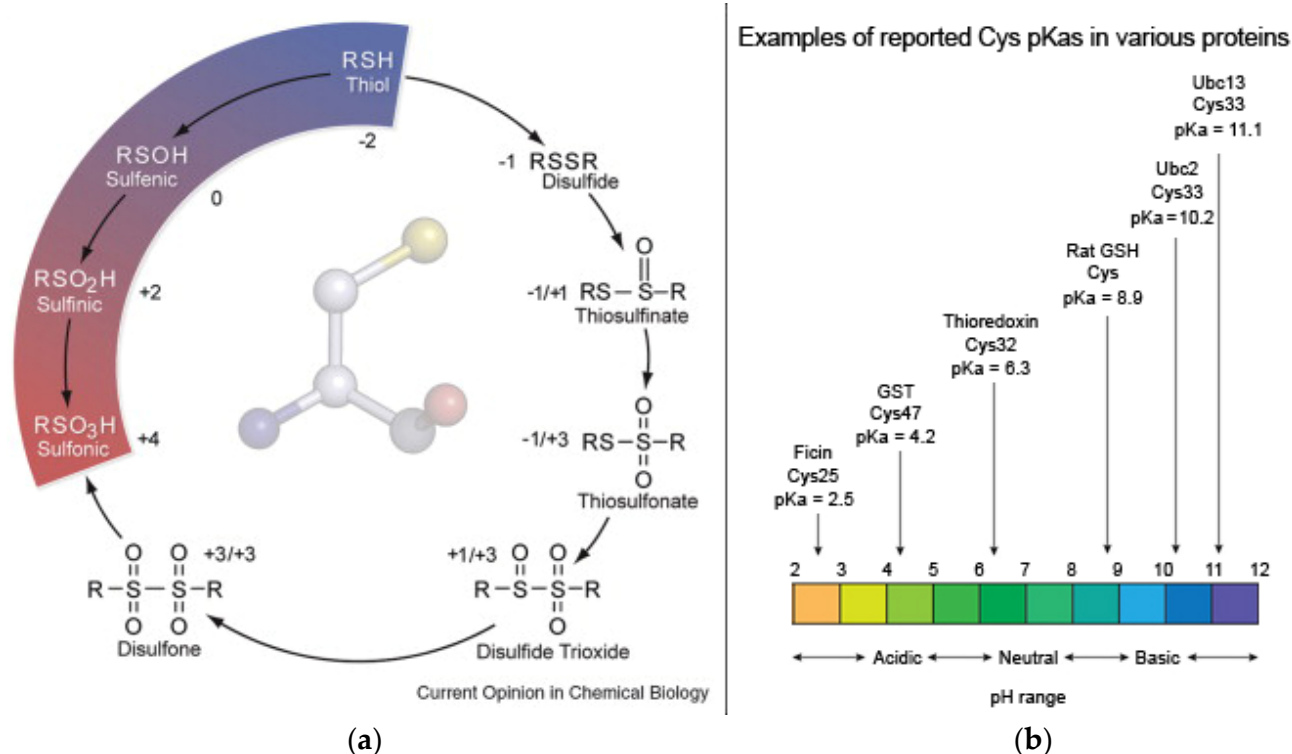 RSH
Thiol
-2
RSOH
Sulfenic
0
RSO2H
Sulfinic
+2
RSO3H
Sulfonic
+4
-1 RSSR
Disulfide
O
-1/+1 RS—S—R
Thiosulfinate
O
-1/+3 RS—S—R
O
Thiosulfonate
+1/+3 O O
R—S—S—R
O
Disulfide Trioxide
O O +3/+3
R—S—S—R
O O
Disulfone
Current Opinion in Chemical Biology
(a)
Examples of reported Cys pKas in various proteins
Ubc13
Cys33
pKa = 11.1
Ubc2
Cys33
pKa = 10.2
Rat GSH
Cys
pKa = 8.9
Thioredoxin
Cys32
pKa = 6.3
GST
Cys47
pKa = 4.2
Ficin
Cys25
pKa = 2.5
2 3 4 5 6 7 8 9 10 11 12
Acidic Neutral Basic
pH range
(b)